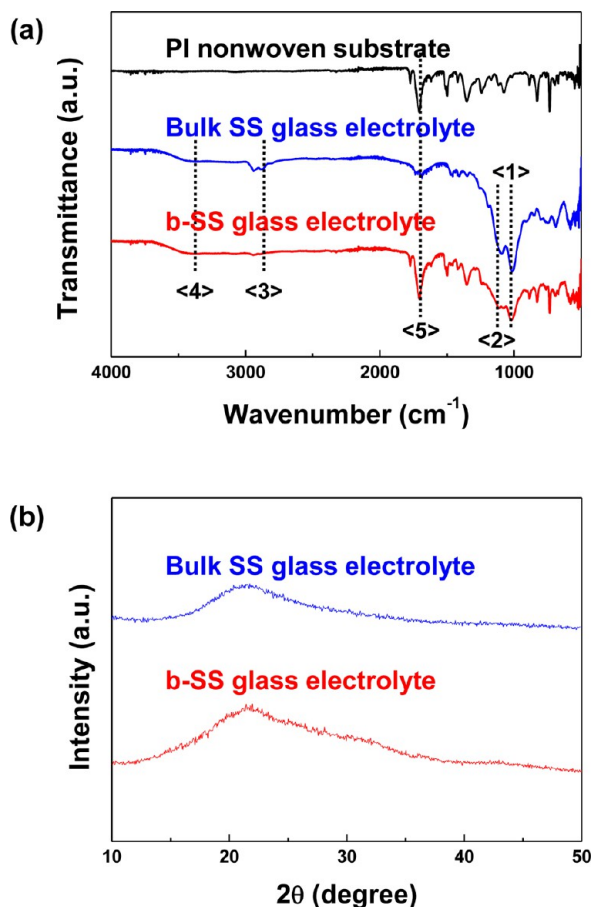 (a)
PI nonwoven substrate
Bulk SS glass electrolyte
<1>
b-SS glass electrolyte
<4>
<3>
<5>
<2>
Transmittance (a.u.)
4000 3000 2000 1000
Wavenumber (cm⁻¹)
(b)
Bulk SS glass electrolyte
b-SS glass electrolyte
Intensity (a.u.)
10 20 30 40 50
2θ (degree)